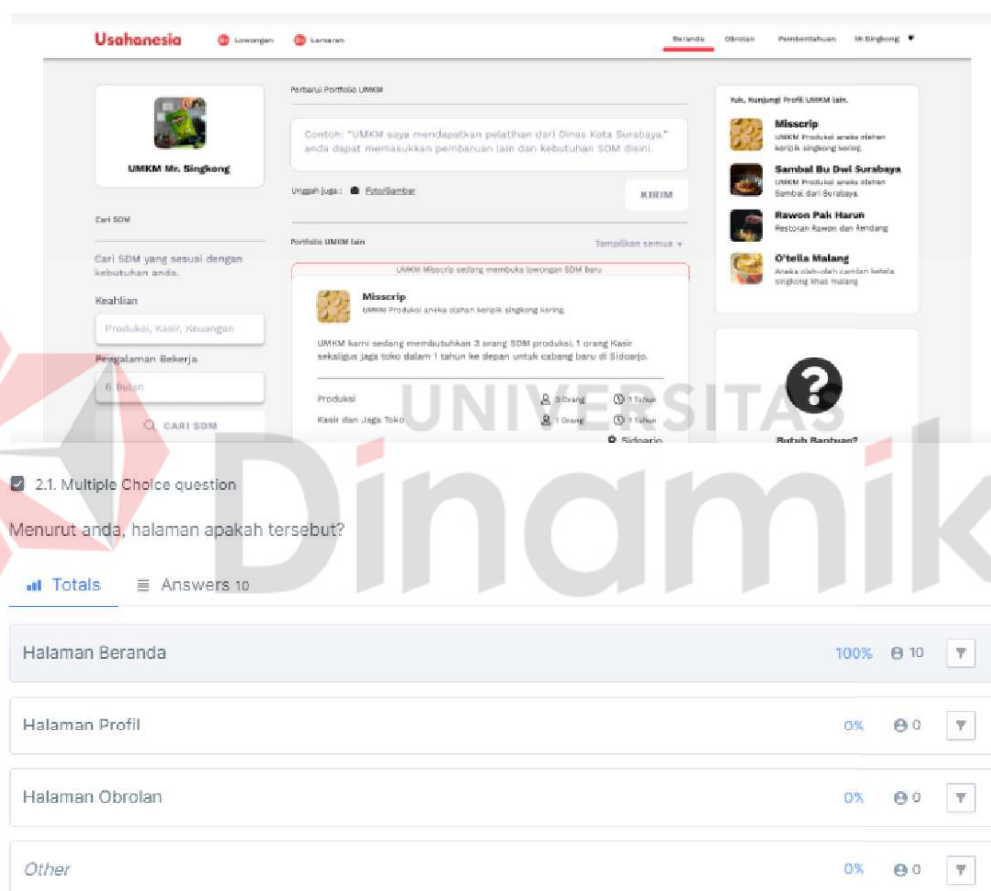 Usahanesia
Lowongan
Lamaran
Beranda
Obrolan
Pemberitahuan
Mr.Singkong
UMKM Mr. Singkong
Cari SDM
Cari SDM yang sesuai dengan
kebutuhan anda.
Keahlian
Produksi, Kasir, Keuangan
Pengalaman Bekerja
6 Bulan
CARI SDM
Perbarui Portfolio UMKM
Contoh: "UMKM saya mendapatkan pelatihan dari Dinas Kota Surabaya."
anda dapat memasukkan pembaruan lain dan kebutuhan SDM disini.
Unggah juga : Foto/Gambar
KIRIM
Portfolio UMKM lain
Tampilkan semua
UMKM Misscrip sedang membuka lowongan SDM baru
Misscrip
UMKM Produksi aneka olahan keripik singkong kering.
UMKM kami sedang membutuhkan 3 orang SDM produksi, 1 orang Kasir
sekaligus jaga toko dalam 1 tahun ke depan untuk cabang baru di Sidoarjo.
Produksi 3 Orang 1 Tahun
Kasir dan Jaga Toko 1 Orang 1 Tahun
Sidoarjo
Yuk, Kunjungi Profil UMKM lain.
Misscrip
UMKM Produksi aneka olahan
keripik singkong kering.
Sambal Bu Dwi Surabaya
UMKM Produksi aneka olahan
Sambal dari Surabaya.
Rawon Pak Harun
Restoran Rawon dan Rendang
O'tella Malang
Aneka oleh-oleh camilan ketela
singkong khas malang
Butuh Bantuan?
UNIVERSITAS
Dinamik
2.1. Multiple Choice question
Menurut anda, halaman apakah tersebut?
Totals
Answers 10
Halaman Beranda 100% 10
Halaman Profil 0% 0
Halaman Obrolan 0% 0
Other 0% 0